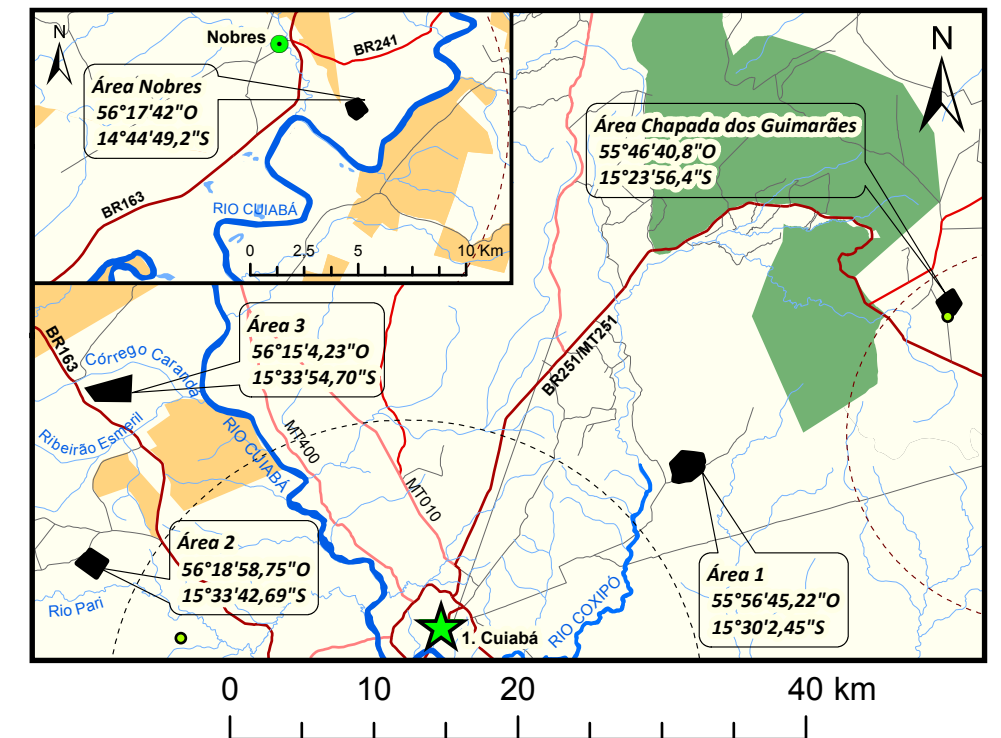 N
Nobres
BR241
Área Nobres
56°17'42"O
14°44'49,2"S
BR163
RIO CUIABÁ
0 2,5 5 10 Km
N
Área Chapada dos Guimarães
55°46'40,8"O
15°23'56,4"S
Área 3
56°15'4,23"O
15°33'54,70"S
BR163
Córrego Carandá
Ribeirão Esmeril
RIO CUIABÁ
MT400
MT010
BR251/MT251
Área 2
56°18'58,75"O
15°33'42,69"S
Rio Pari
1. Cuiabá
RIO COXIPÓ
Área 1
55°56'45,22"O
15°30'2,45"S
0 10 20 40 km